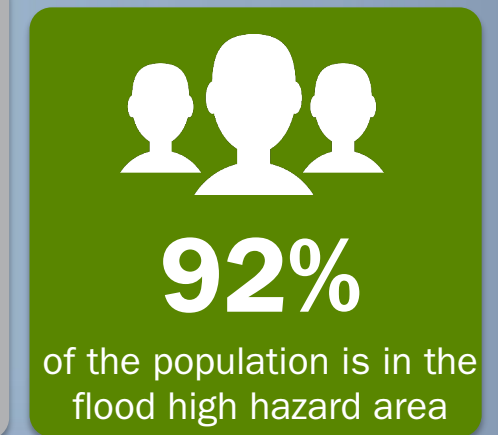 92%
of the population is in the
flood high hazard area